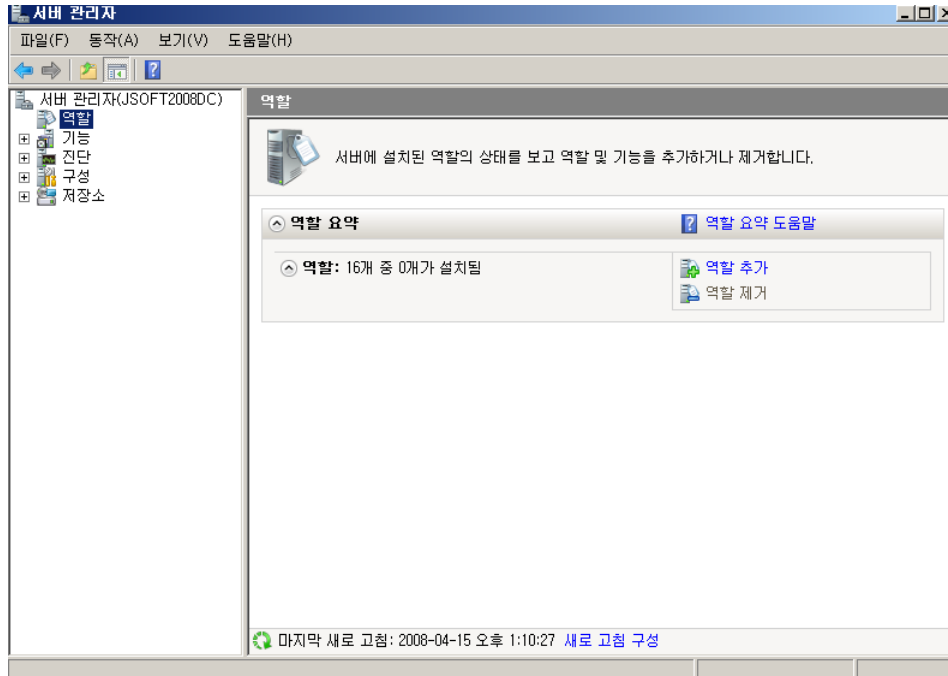 서버 관리자
파일(F) 동작(A) 보기(V) 도움말(H)
서버 관리자(JSOFT2008DC)
역할
기능
진단
구성
저장소
역할
서버에 설치된 역할의 상태를 보고 역할 및 기능을 추가하거나 제거합니다.
역할 요약
역할 요약 도움말
역할: 16개 중 0개가 설치됨
역할 추가
역할 제거
마지막 새로 고침: 2008-04-15 오후 1:10:27 새로 고침 구성